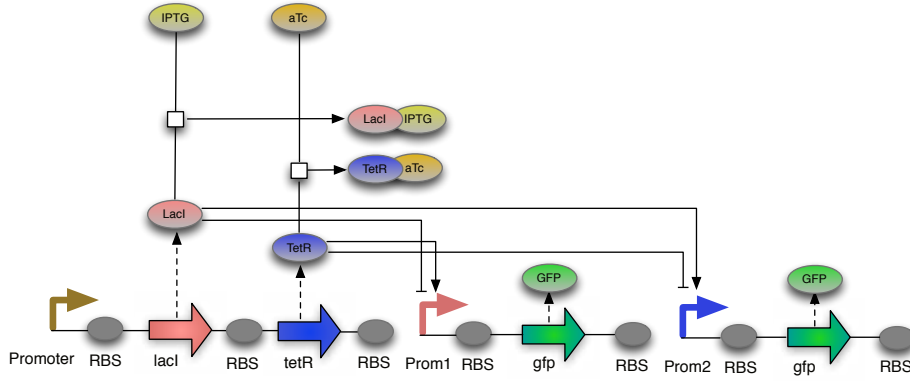 IPTG aTc
LacI IPTG
TetR aTc
LacI
TetR
GFP GFP
Promoter RBS lacI RBS tetR RBS Prom1 RBS gfp RBS Prom2 RBS gfp RBS